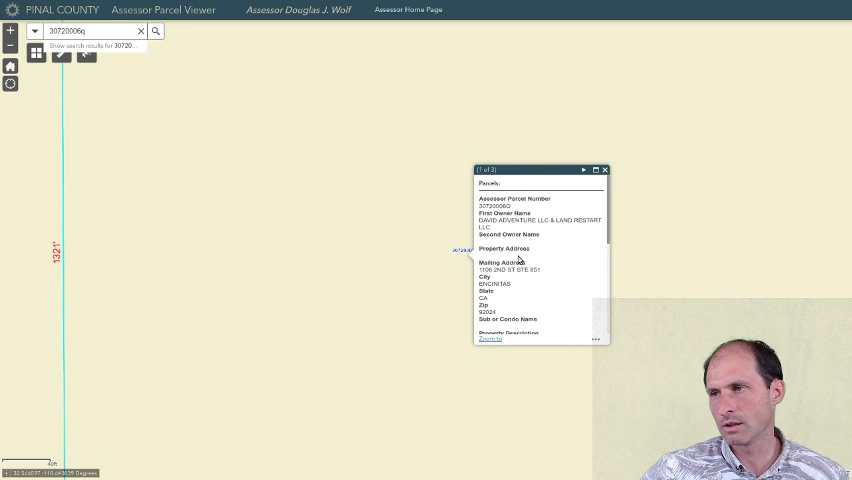 PINAL COUNTY Assessor Parcel Viewer Assessor Douglas J. Wolf Assessor Home Page
30720006q
Show search results for 30720...
1321'
(1 of 3)
Parcels:
Assessor Parcel Number
30720006Q
First Owner Name
DAVID ADVENTURE LLC & LAND RESTART
LLC
Second Owner Name
Property Address
Mailing Address
1106 2ND ST STE 851
City
ENCINITAS
State
CA
Zip
92024
Sub or Condo Name
Property Description
Zoom to
40ft
Degrees